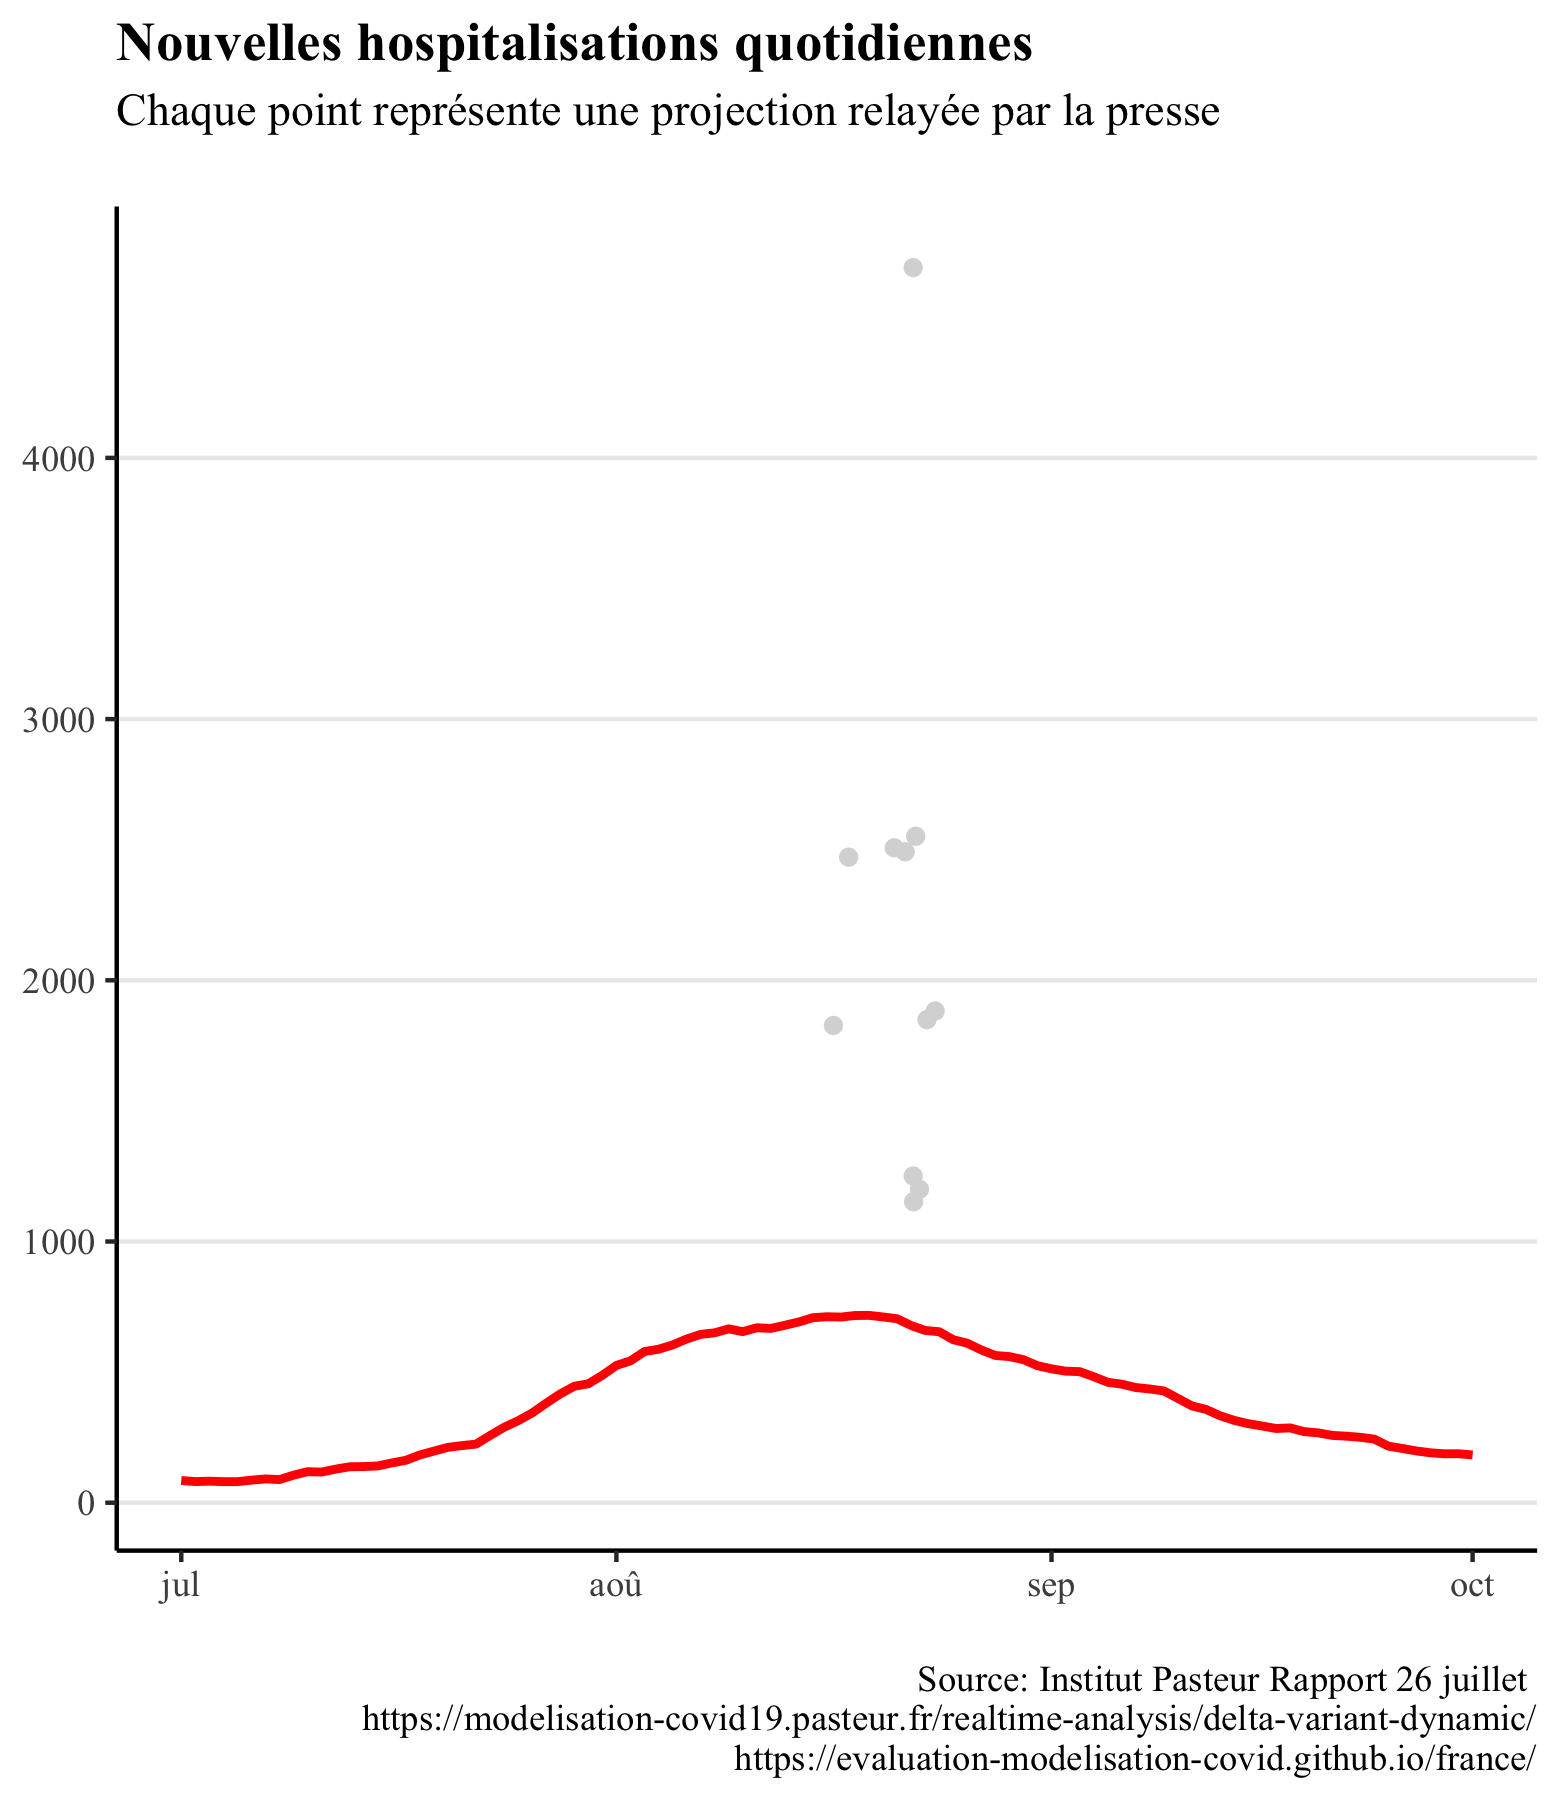 Nouvelles hospitalisations quotidiennes
Chaque point représente une projection relayée par la presse
4000
3000
2000
1000
0
jul aoû sep oct
Source: Institut Pasteur Rapport 26 juillet
https://modelisation-covid19.pasteur.fr/realtime-analysis/delta-variant-dynamic/
https://evaluation-modelisation-covid.github.io/france/